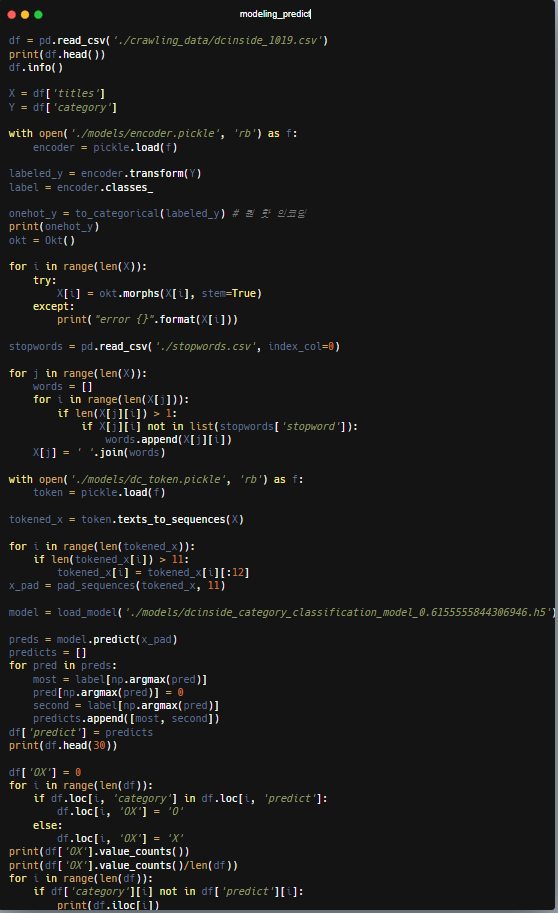 modeling_predict
df = pd.read_csv('./crawling_data/dcinside_1019.csv')
print(df.head())
df.info()
X = df['titles']
Y = df['category']
with open('./models/encoder.pickle', 'rb') as f:
    encoder = pickle.load(f)
labeled_y = encoder.transform(Y)
label = encoder.classes_
onehot_y = to_categorical(labeled_y) # 핫 인코딩
print(onehot_y)
okt = Okt()
for i in range(len(X)):
    try:
        X[i] = okt.morphs(X[i], stem=True)
    except:
        print("error {}".format(X[i]))
stopwords = pd.read_csv('./stopwords.csv', index_col=0)
for j in range(len(X)):
    words = []
    for i in range(len(X[j])):
        if len(X[j][i]) > 1:
            if X[j][i] not in list(stopwords['stopword']):
                words.append(X[j][i])
    X[j] = ' '.join(words)
with open('./models/dc_token.pickle', 'rb') as f:
    token = pickle.load(f)
tokened_x = token.texts_to_sequences(X)
for i in range(len(tokened_x)):
    if len(tokened_x[i]) > 11:
        tokened_x[i] = tokened_x[i][:12]
x_pad = pad_sequences(tokened_x, 11)
model = load_model('./models/dcinside_category_classification_model_0.6155555844306946.h5')
preds = model.predict(x_pad)
predicts = []
for pred in preds:
    most = label[np.argmax(pred)]
    pred[np.argmax(pred)] = 0
    second = label[np.argmax(pred)]
    predicts.append([most, second])
df['predict'] = predicts
print(df.head(30))
df['OX'] = 0
for i in range(len(df)):
    if df.loc[i, 'category'] in df.loc[i, 'predict']:
        df.loc[i, 'OX'] = 'O'
    else:
        df.loc[i, 'OX'] = 'X'
print(df['OX'].value_counts())
print(df['OX'].value_counts()/len(df))
for i in range(len(df)):
    if df['category'][i] not in df['predict'][i]:
        print(df.iloc[i])